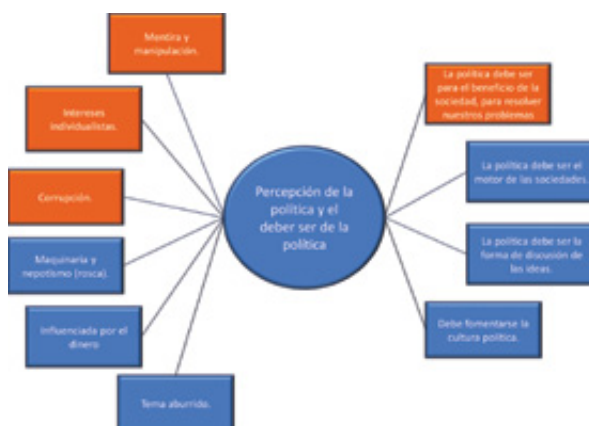 Mentira y
manipulación.
Intereses
individualistas.
Corrupción.
Maquinaria y
nepotismo (rosca).
Influenciada por el
dinero
Tema aburrido.
Percepción de la
política y el
deber ser de la
política
La política debe ser
para el beneficio de la
sociedad, para resolver
nuestros problemas
La política debe ser el
motor de las sociedades.
La política debe ser la
forma de discusión de
las ideas.
Debe fomentarse la
cultura política.